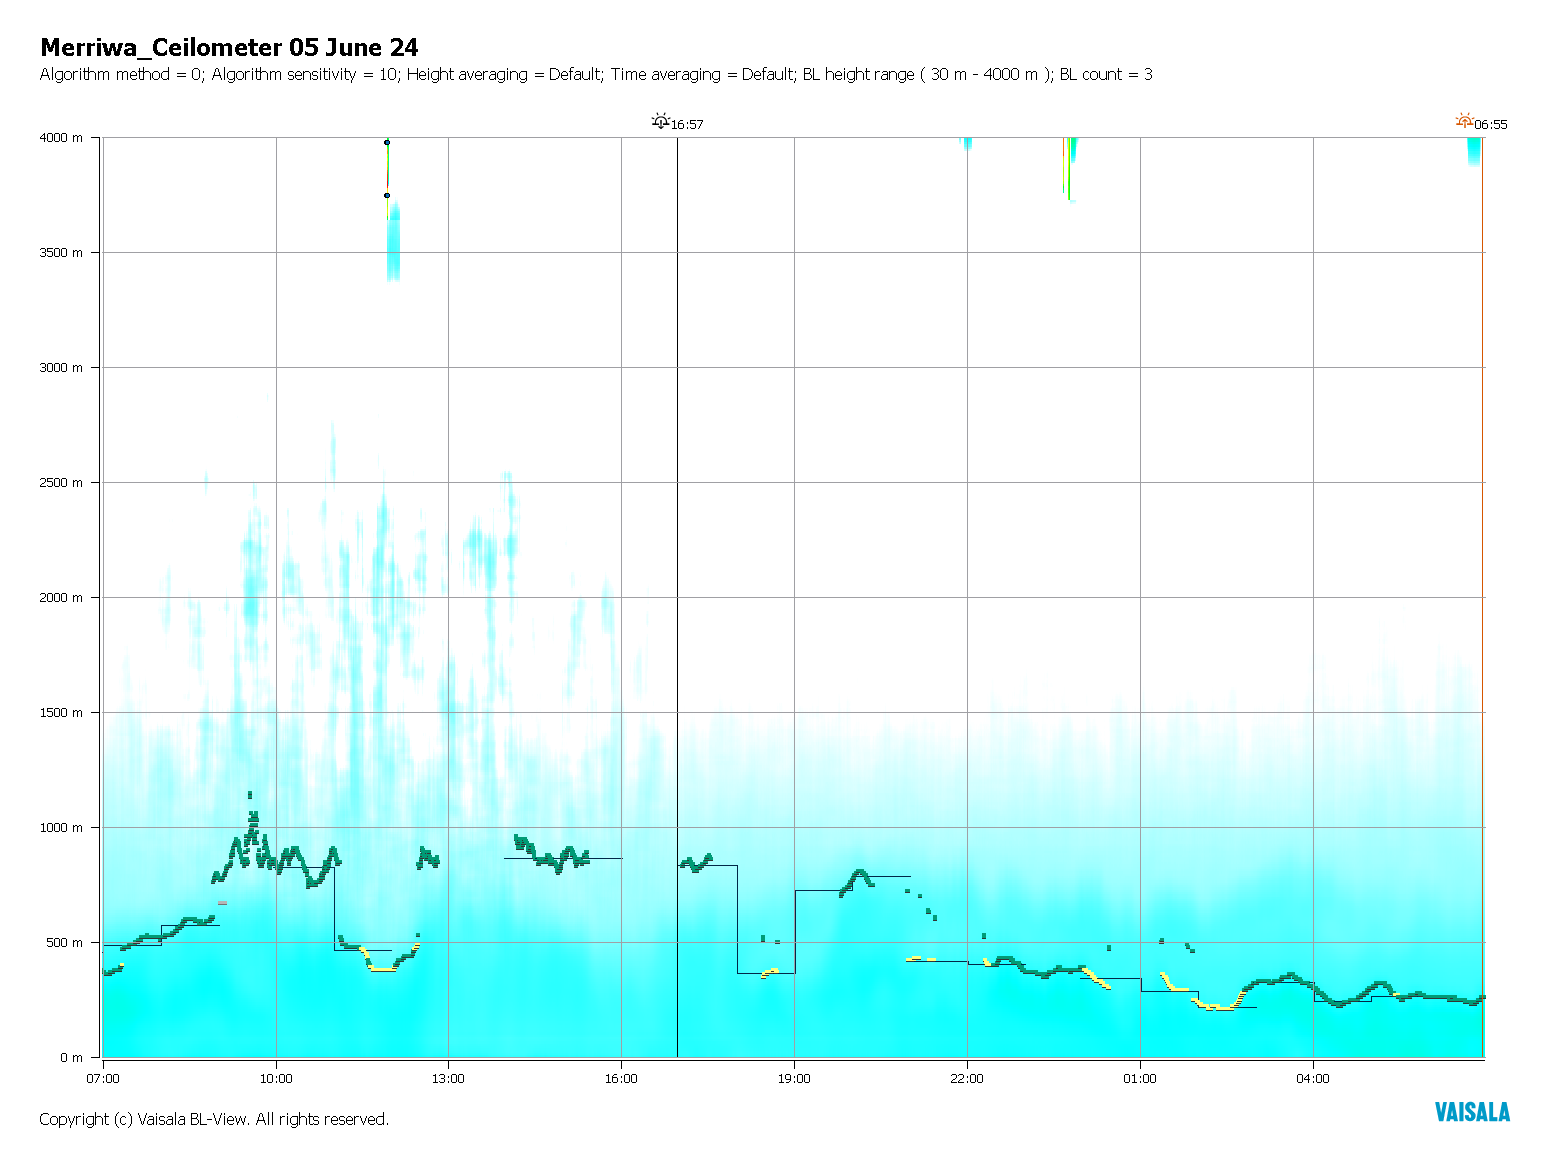 Merriwa_Ceilometer 05 June 24
Algorithm method = 0; Algorithm sensitivity = 10; Height averaging = Default; Time averaging = Default; BL height range ( 30 m - 4000 m ); BL count = 3
16:57
06:55
4000 m
3500 m
3000 m
2500 m
2000 m
1500 m
1000 m
500 m
0 m
07:00 10:00 13:00 16:00 19:00 22:00 01:00 04:00
Copyright (c) Vaisala BL-View. All rights reserved.
VAISALA